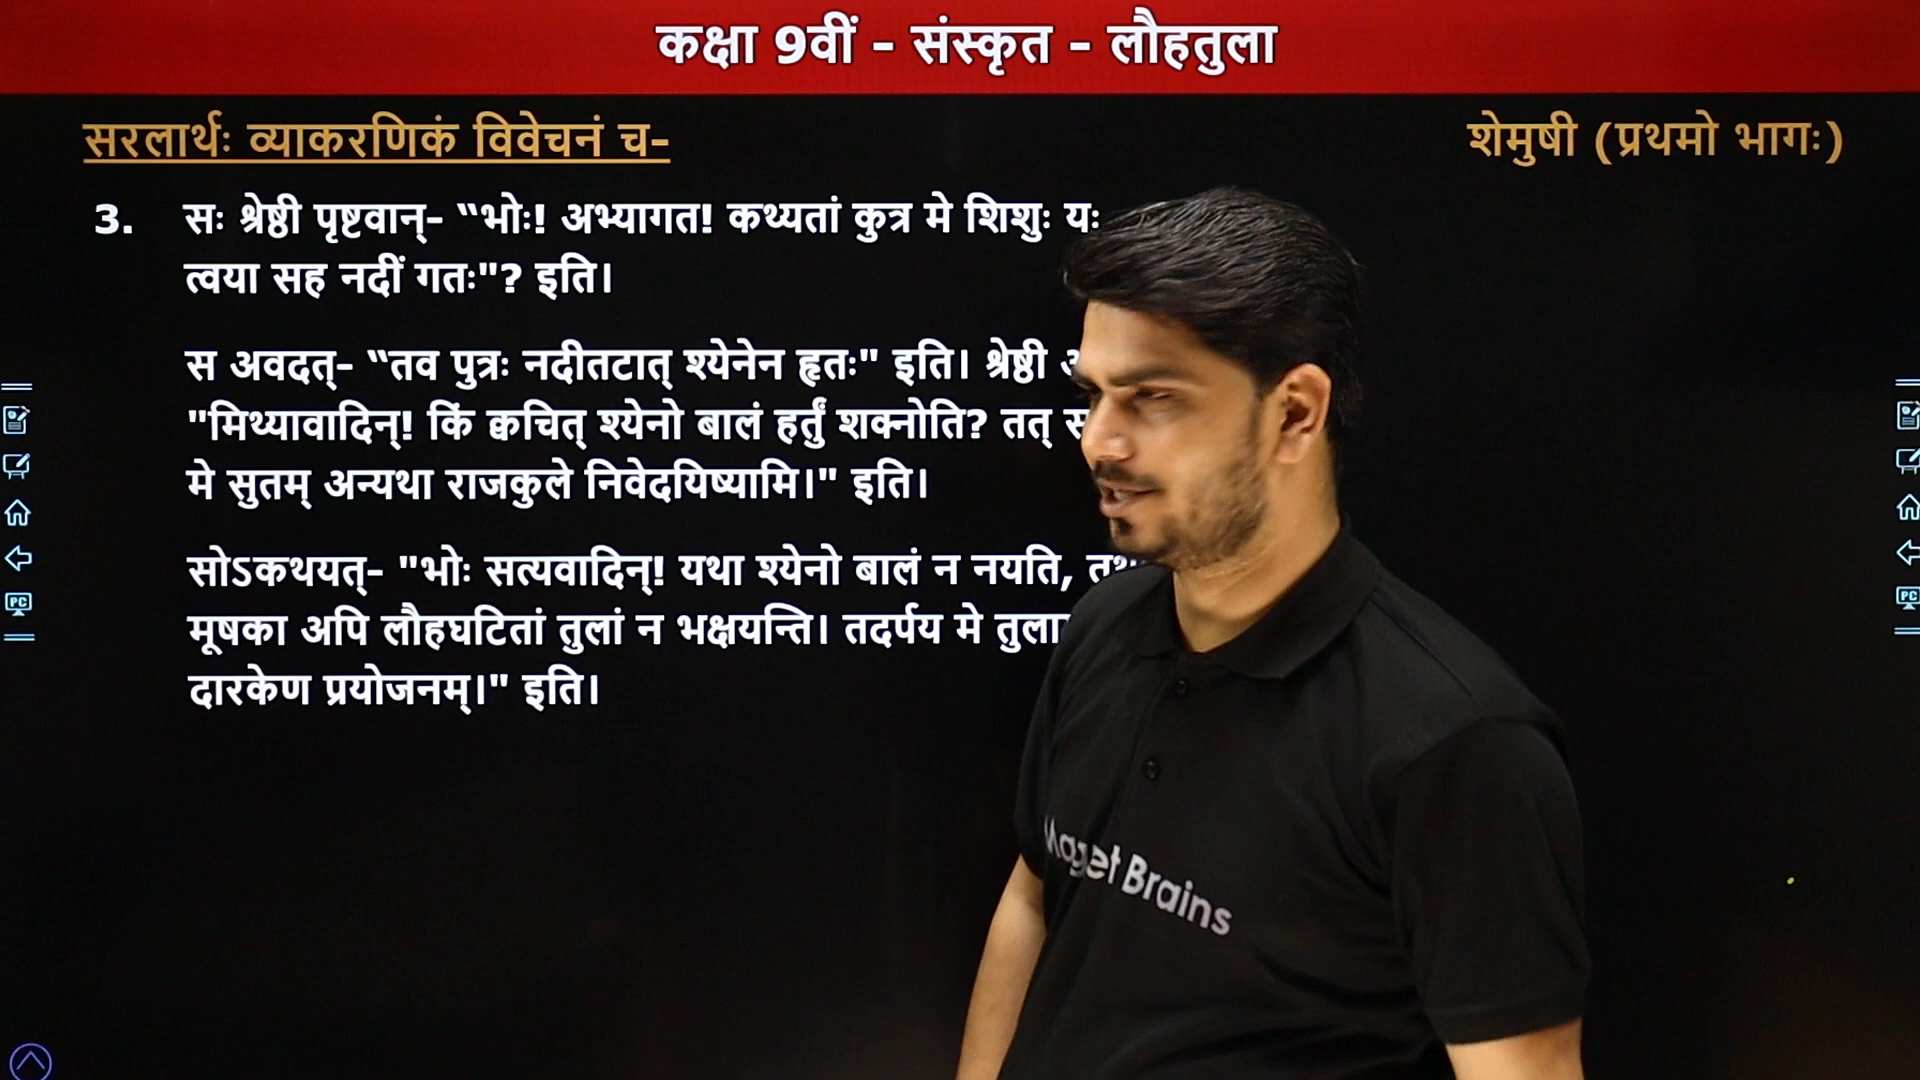 कक्षा 9वीं - संस्कृत - लौहतुला
सरलार्थः व्याकरणिकं विवेचनं च-
शेमुषी (प्रथमो भागः)
3. सः श्रेष्ठी पृष्टवान्- “भोः! अभ्यागत! कथ्यतां कुत्र मे शिशुः यः
त्वया सह नदीं गतः"? इति।
स अवदत्- “तव पुत्रः नदीतटात् श्येनेन हृतः" इति। श्रेष्ठी
"मिथ्यावादिन्! किं क्वचित् श्येनो बालं हर्तुं शक्नोति? तत्
मे सुतम् अन्यथा राजकुले निवेदयिष्यामि।" इति।
सोऽकथयत्- "भोः सत्यवादिन्! यथा श्येनो बालं न नयति,
मूषका अपि लौहघटितां तुलां न भक्षयन्ति। तदर्पय मे
दारकेण प्रयोजनम्।" इति।
Brains
PC
PC